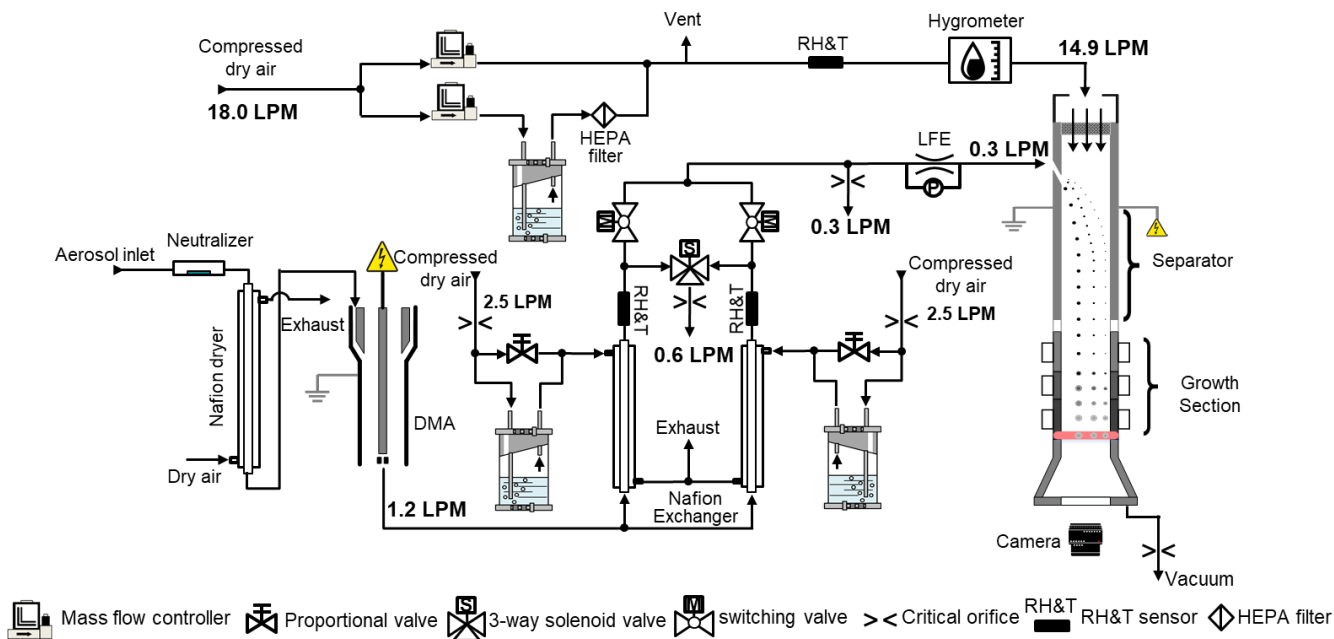 Compressed
dry air
18.0 LPM
HEPA
filter
Vent
RH&T
Hygrometer
14.9 LPM
LFE
P
0.3 LPM
0.3 LPM
M
M
S
0.6 LPM
Aerosol inlet
Neutralizer
Nafion dryer
Exhaust
Dry air
DMA
1.2 LPM
Compressed
dry air
2.5 LPM
RH&T
RH&T
Compressed
dry air
2.5 LPM
Exhaust
Nafion
Exchanger
Separator
Growth
Section
Camera
Vacuum
Mass flow controller
Proportional valve
S
3-way solenoid valve
M
switching valve
Critical orifice
RH&T
RH&T sensor
HEPA filter